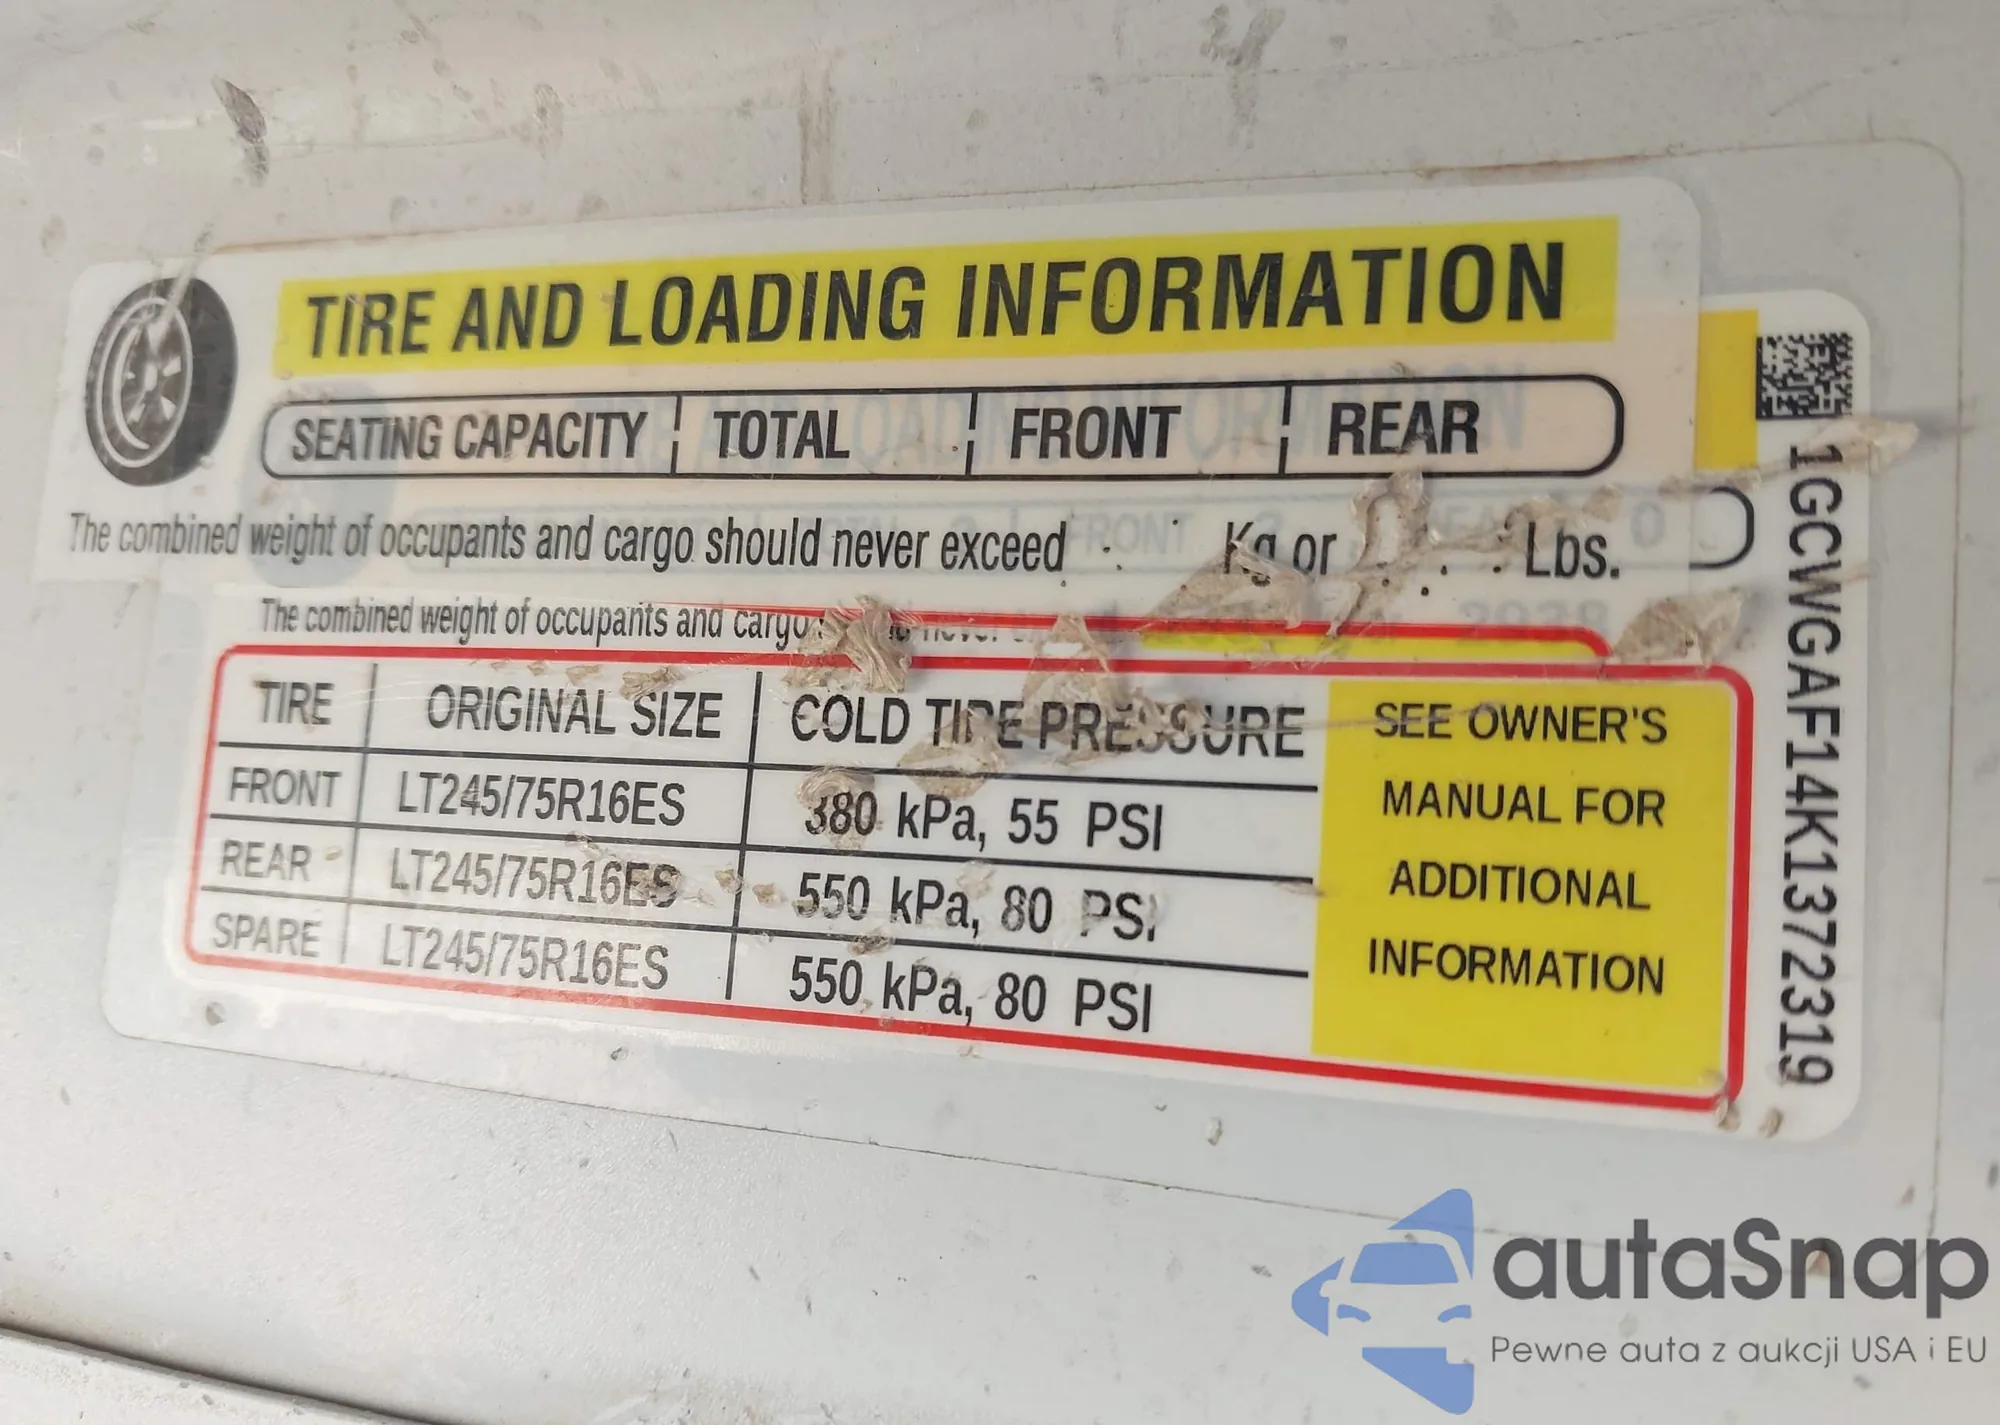 TIRE AND LOADING INFORMATION
SEATING CAPACITY TOTAL FRONT REAR
The combined weight of occupants and cargo should never exceed Kg or Lbs.
The combined weight of occupants and cargo never
TIRE ORIGINAL SIZE COLD TIRE PRESSURE
FRONT LT245/75R16ES 380 kPa, 55 PSI
REAR LT245/75R16ES 550 kPa, 80 PSI
SPARE LT245/75R16ES 550 kPa, 80 PSI
SEE OWNER'S
MANUAL FOR
ADDITIONAL
INFORMATION
1GCWGAF14K1372319
autaSnap
Pewne auta z aukcji USA i EU